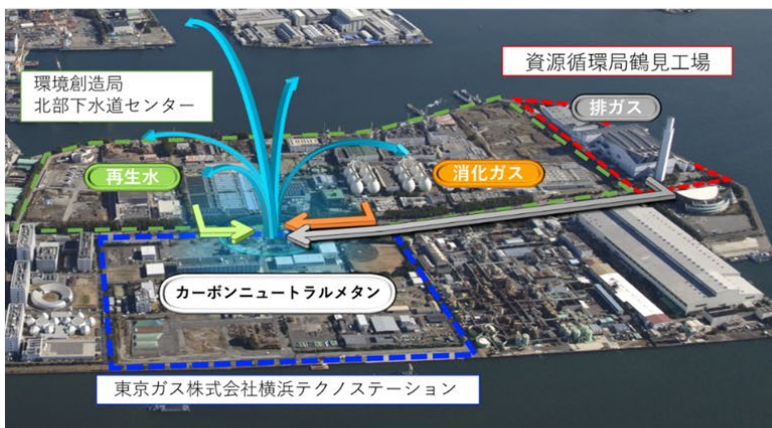 環境創造局
北部下水道センター
資源循環局鶴見工場
排ガス
再生水
消化ガス
カーボンニュートラルメタン
東京ガス株式会社横浜テクノステーション